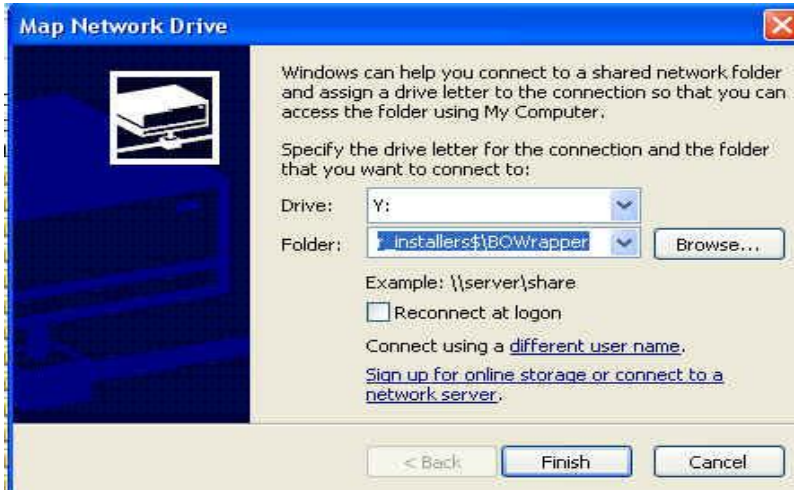 Map Network Drive
Windows can help you connect to a shared network folder
and assign a drive letter to the connection so that you can
access the folder using My Computer.
Specify the drive letter for the connection and the folder
that you want to connect to:
Drive: Y:
Folder: _installers$\BOWrapper Browse...
Example: \\server\share
Reconnect at logon
Connect using a different user name.
Sign up for online storage or connect to a
network server.
< Back Finish Cancel